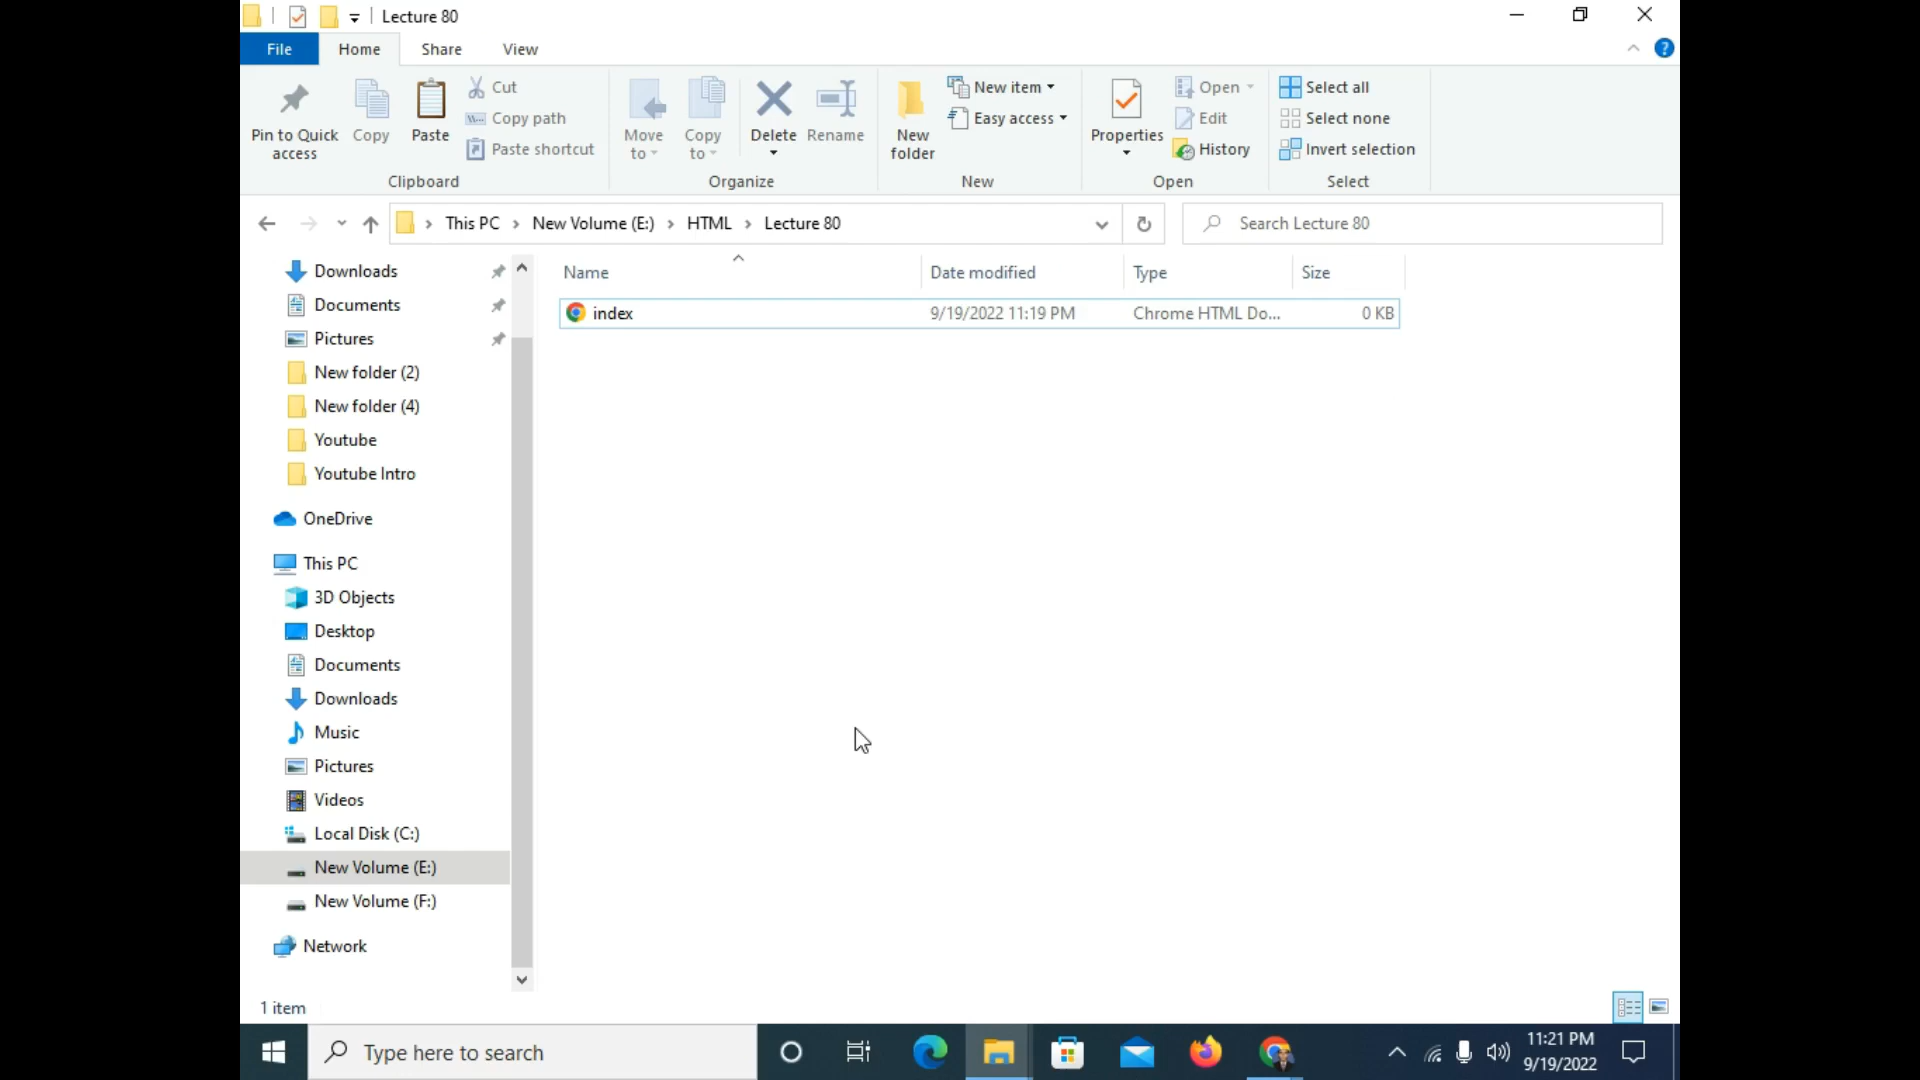 Lecture 80
File Home Share View
Pin to Quick access
Copy
Paste
Cut
Copy path
Paste shortcut
Clipboard
Move to
Copy to
Delete
Rename
Organize
New folder
New item
Easy access
New
Properties
Open
Edit
History
Open
Select all
Select none
Invert selection
Select
This PC > New Volume (E:) > HTML > Lecture 80
Search Lecture 80
Name Date modified Type Size
index 9/19/2022 11:19 PM Chrome HTML Do... 0 KB
Downloads
Documents
Pictures
New folder (2)
New folder (4)
Youtube
Youtube Intro
OneDrive
This PC
3D Objects
Desktop
Documents
Downloads
Music
Pictures
Videos
Local Disk (C:)
New Volume (E:)
New Volume (F:)
Network
1 item
Type here to search
11:21 PM
9/19/2022